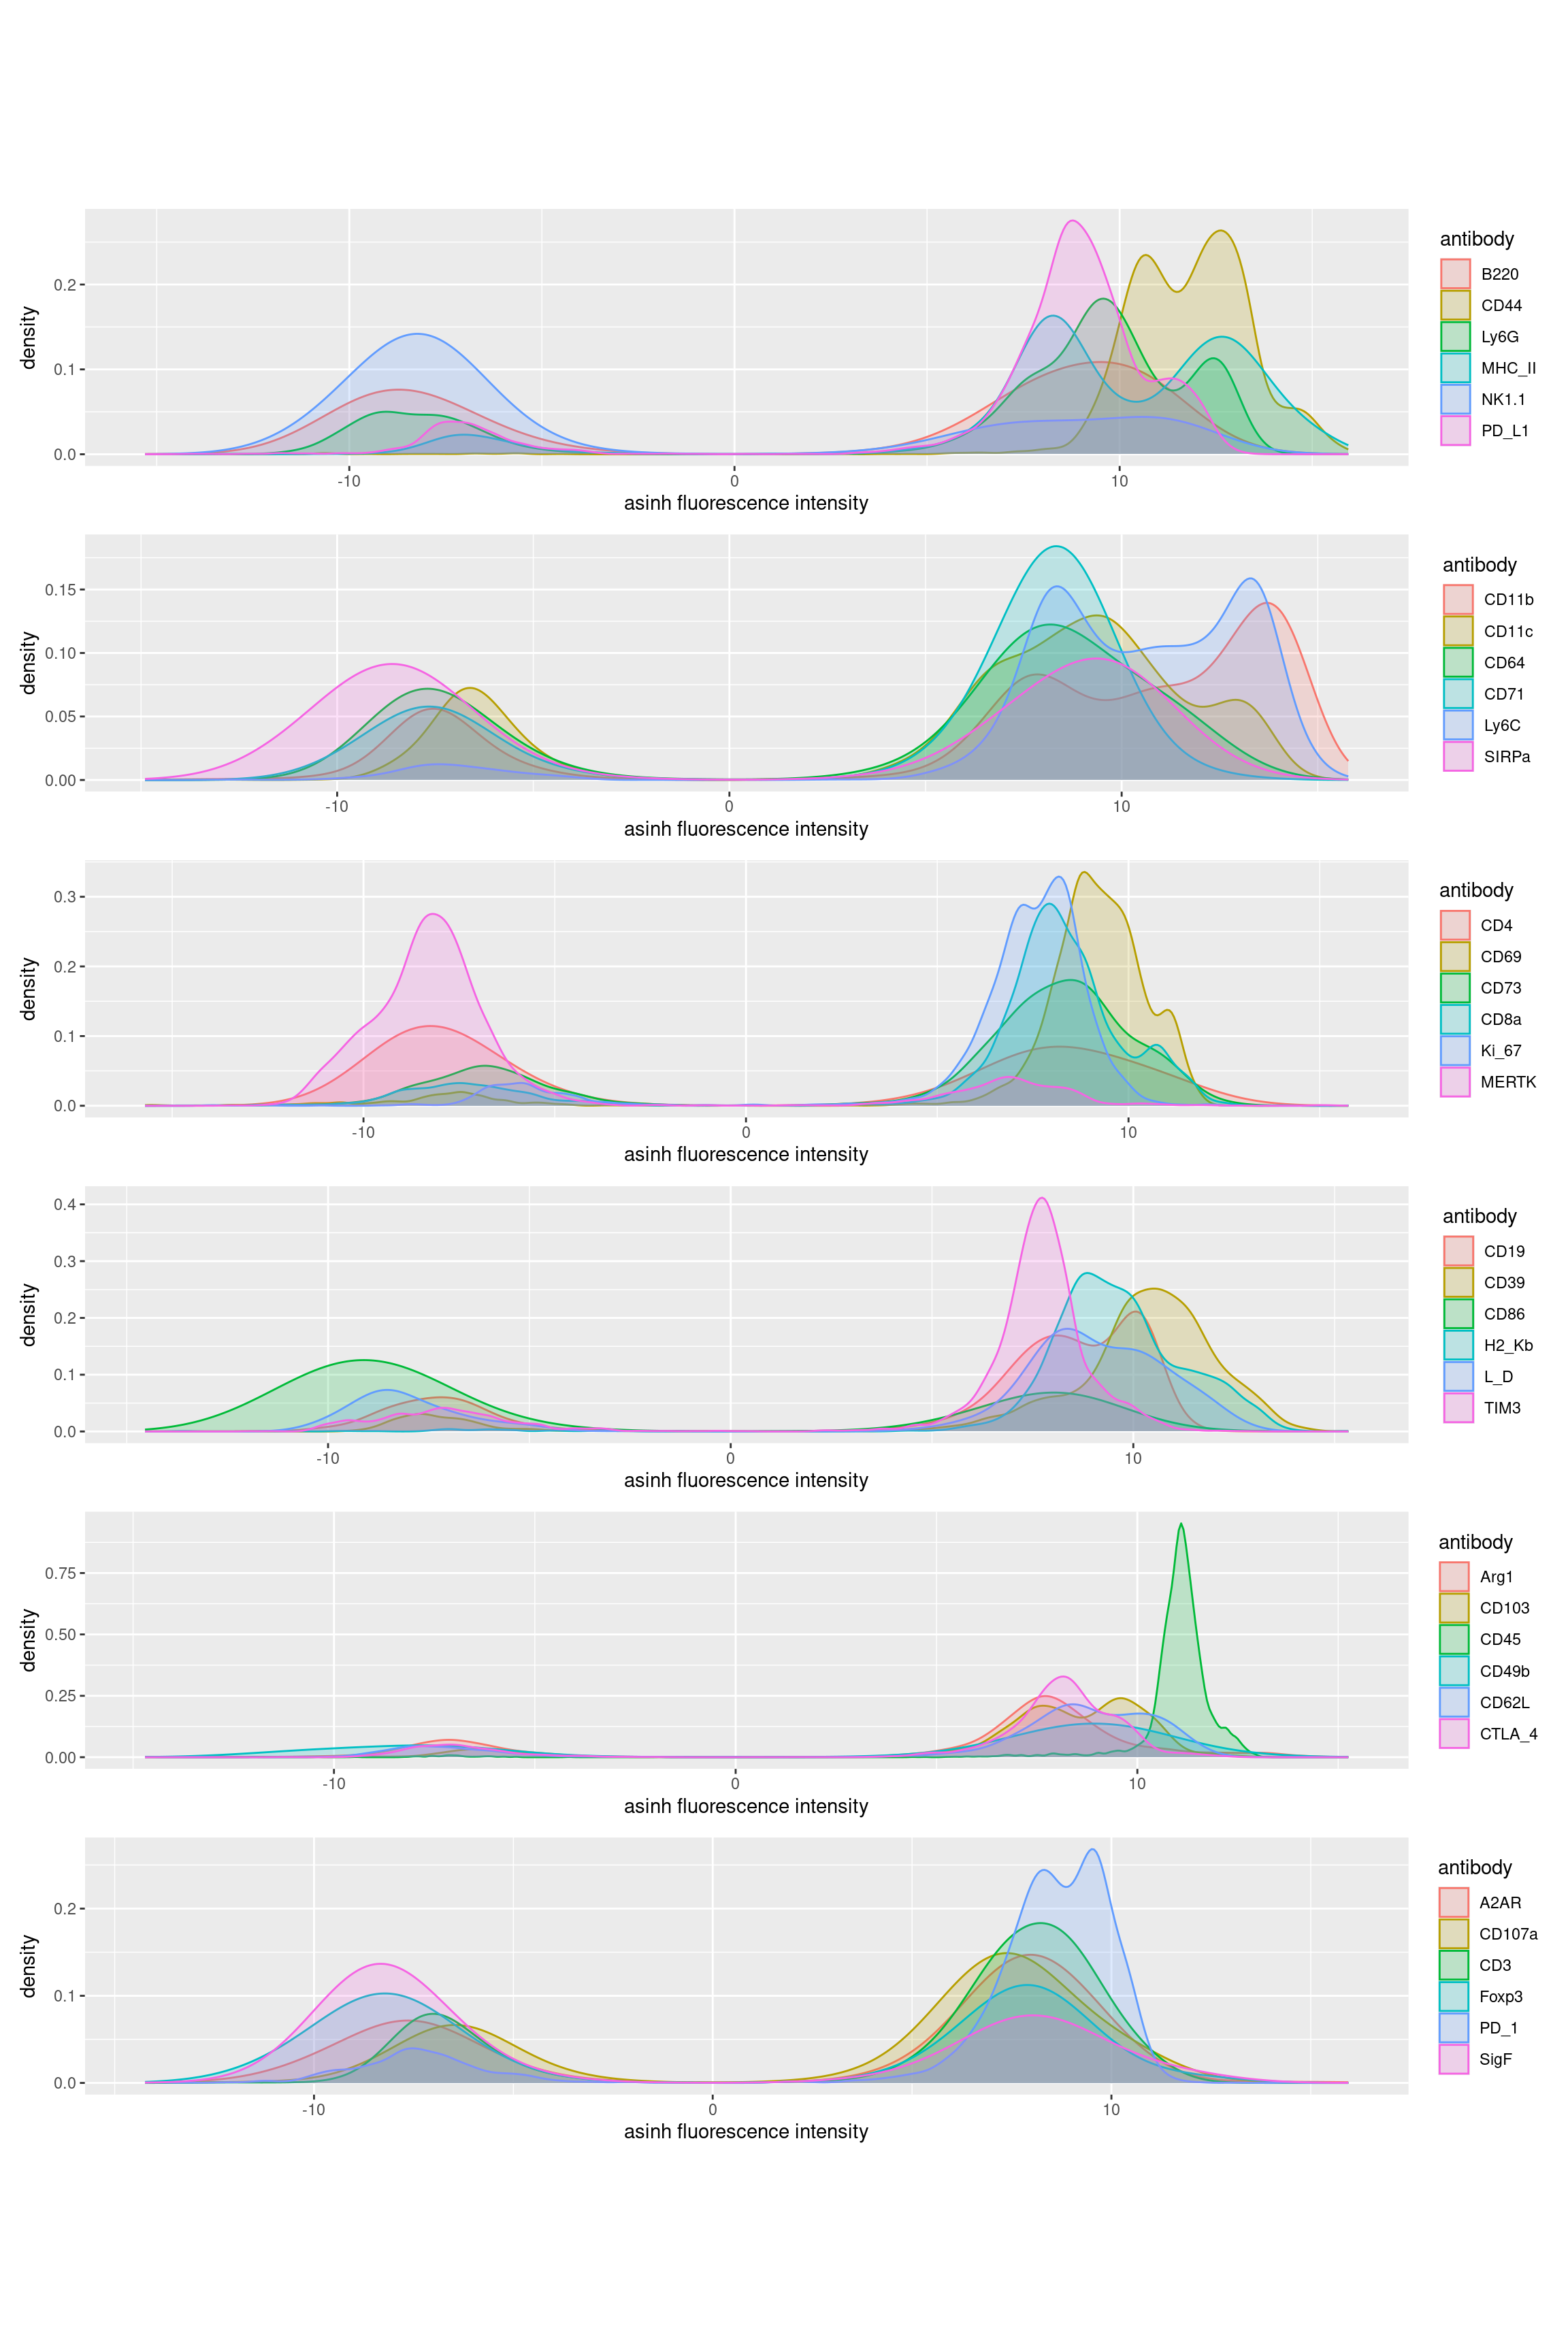 antibody
B220
CD44
Ly6G
MHC_II
NK1.1
PD_L1
density
0.2
0.1
0.0
-10 0 10
asinh fluorescence intensity
antibody
CD11b
CD11c
CD64
CD71
Ly6C
SIRPa
density
0.15
0.10
0.05
0.00
-10 0 10
asinh fluorescence intensity
antibody
CD4
CD69
CD73
CD8a
Ki_67
MERTK
density
0.3
0.2
0.1
0.0
-10 0 10
asinh fluorescence intensity
antibody
CD19
CD39
CD86
H2_Kb
L_D
TIM3
density
0.4
0.3
0.2
0.1
0.0
-10 0 10
asinh fluorescence intensity
antibody
Arg1
CD103
CD45
CD49b
CD62L
CTLA_4
density
0.75
0.50
0.25
0.00
-10 0 10
asinh fluorescence intensity
antibody
A2AR
CD107a
CD3
Foxp3
PD_1
SigF
density
0.2
0.1
0.0
-10 0 10
asinh fluorescence intensity